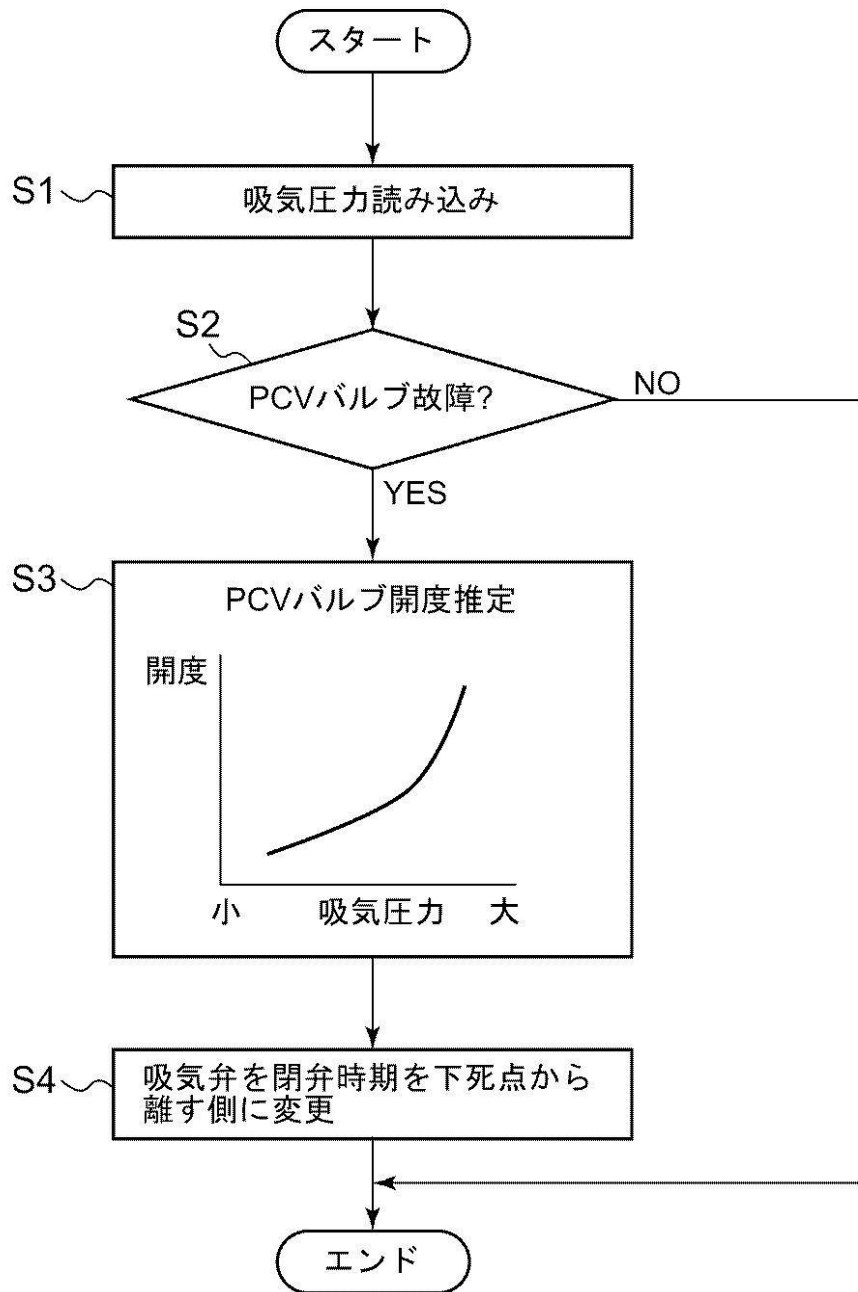 スタート
S1
吸気圧力読み込み
S2
PCVバルブ故障?
NO
YES
S3
PCVバルブ開度推定
開度
小 吸気圧力 大
S4
吸気弁を閉弁時期を下死点から
離す側に変更
エンド